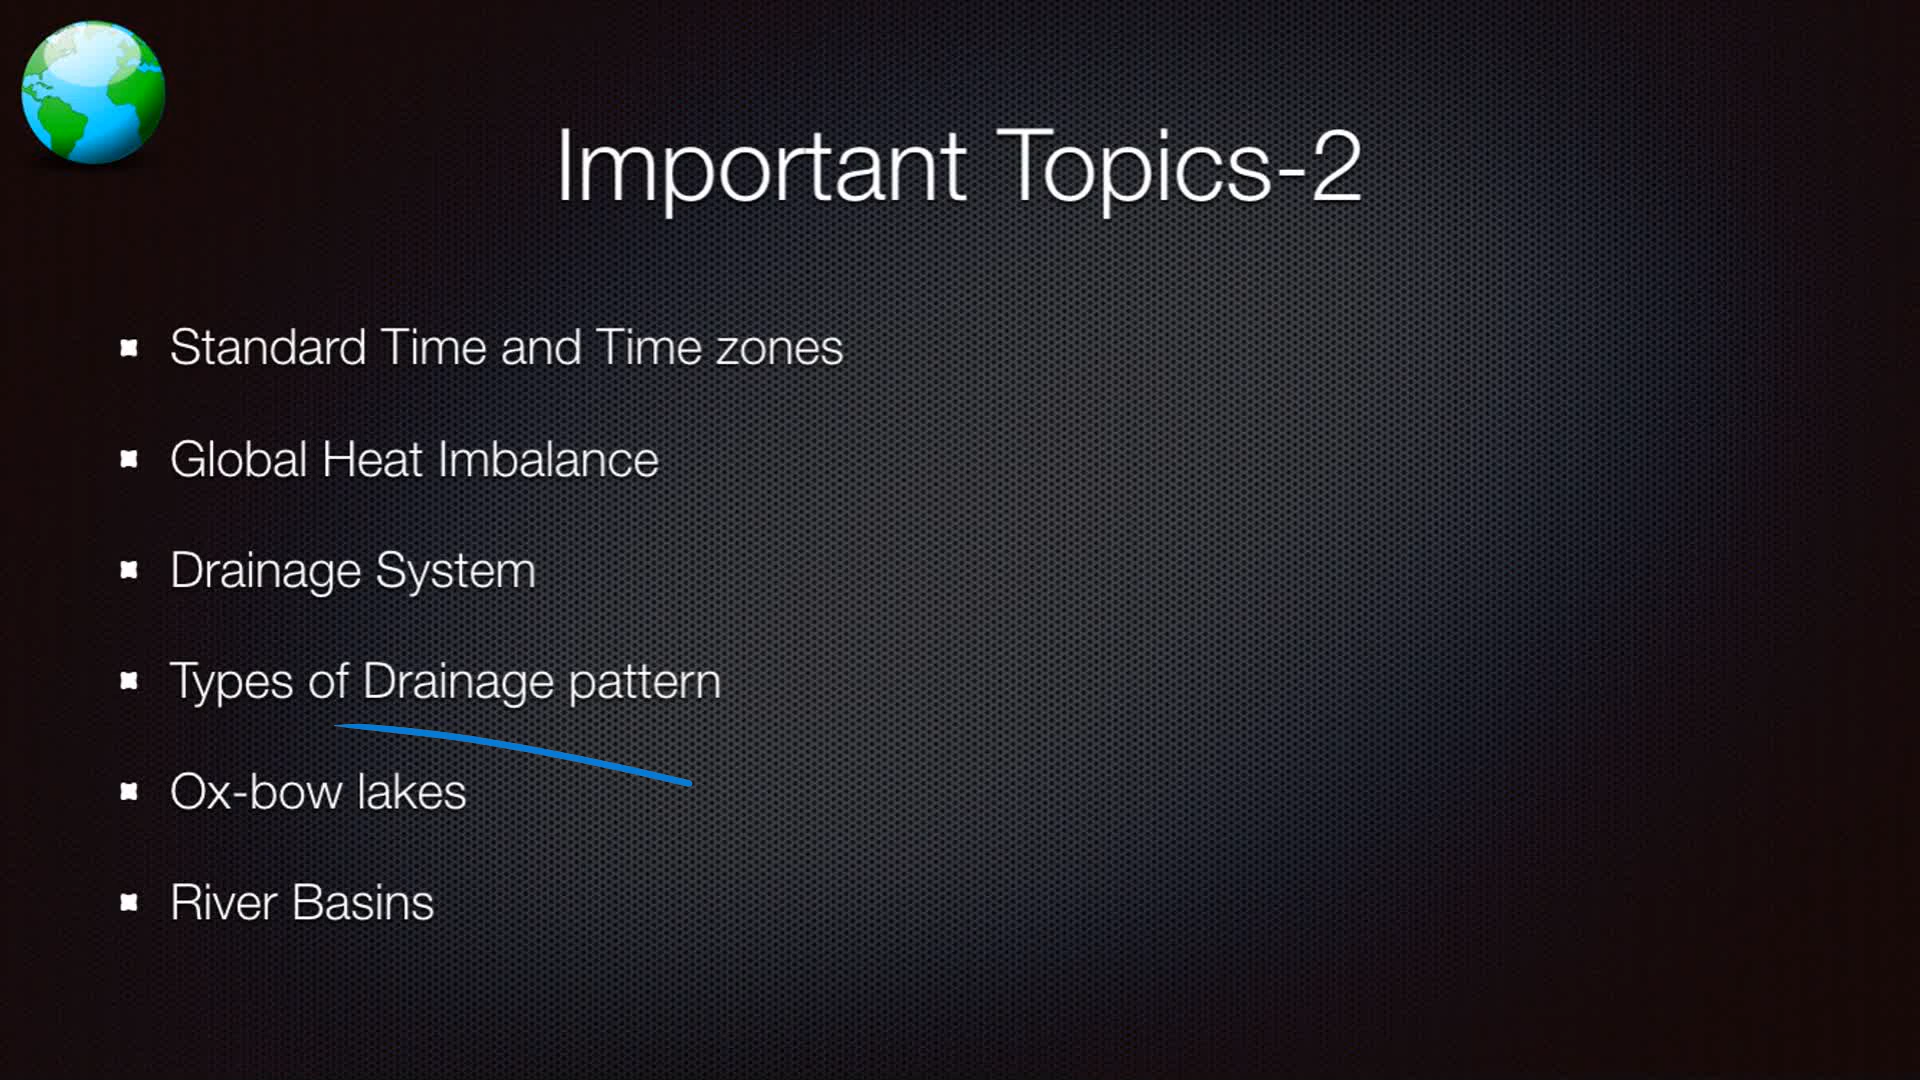 Important Topics-2
Standard Time and Time zones
Global Heat Imbalance
Drainage System
Types of Drainage pattern
Ox-bow lakes
River Basins